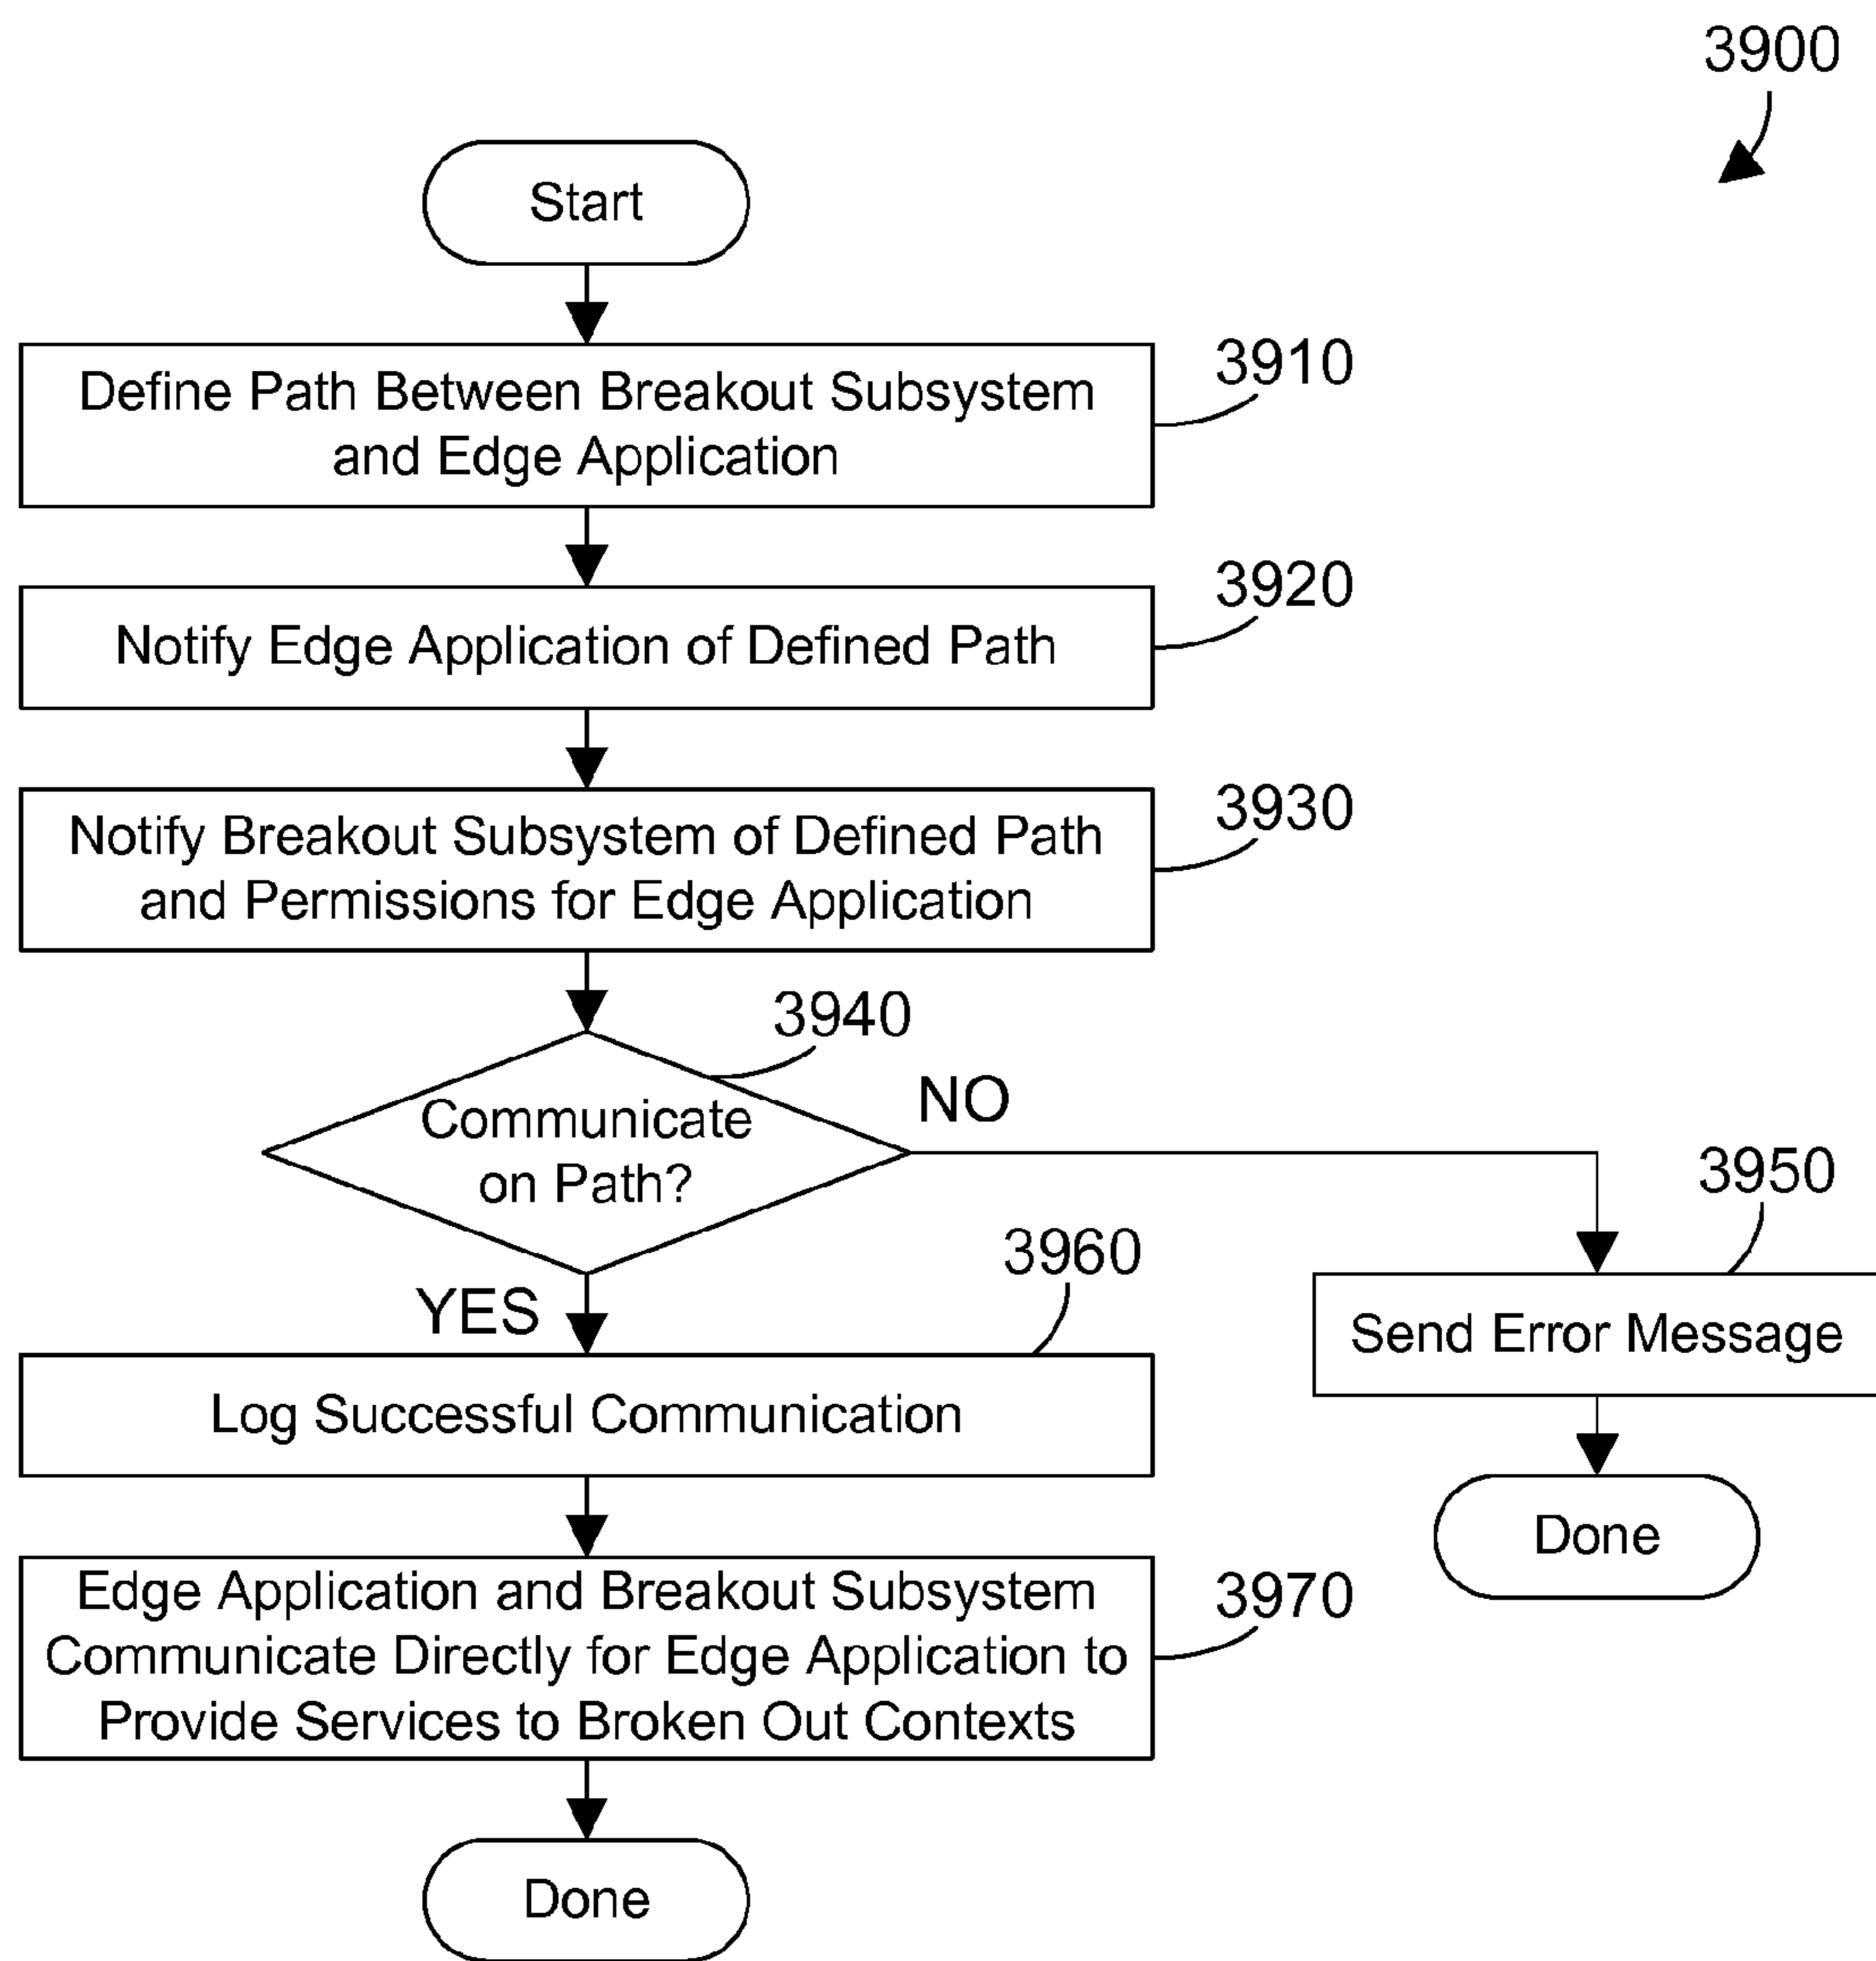 3900
Start
Define Path Between Breakout Subsystem
and Edge Application
3910
Notify Edge Application of Defined Path
3920
Notify Breakout Subsystem of Defined Path
and Permissions for Edge Application
3930
3940
Communicate
on Path?
NO
YES
3950
Send Error Message
Done
3960
Log Successful Communication
Edge Application and Breakout Subsystem
Communicate Directly for Edge Application to
Provide Services to Broken Out Contexts
3970
Done